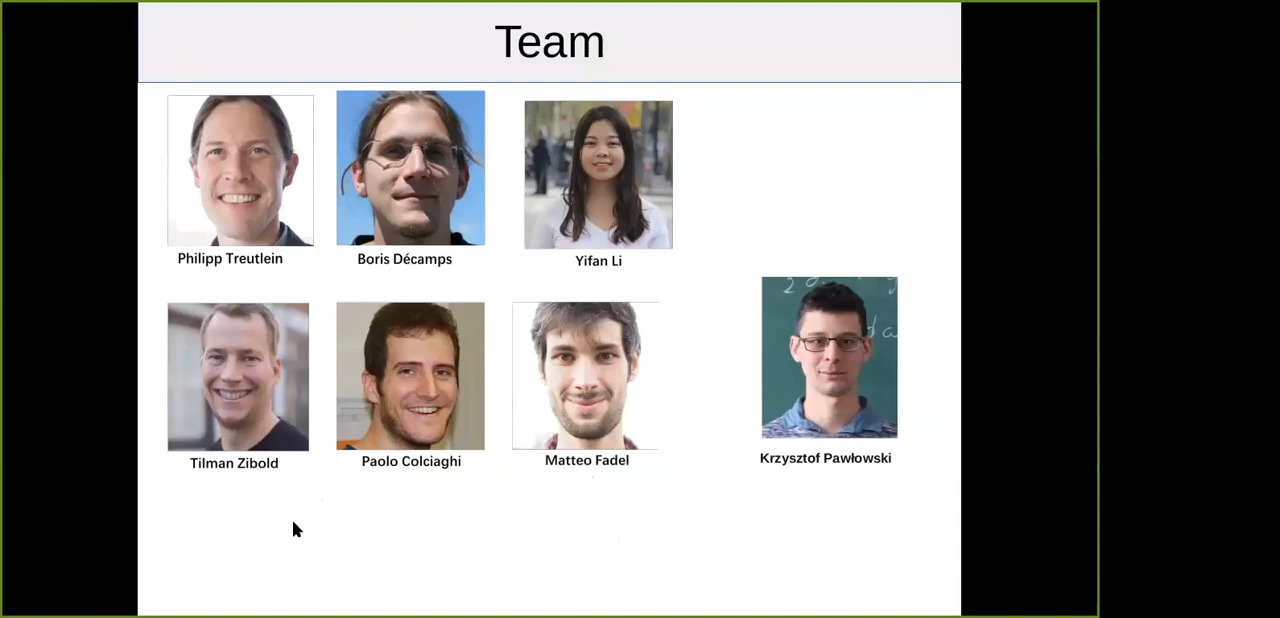 Team
Philipp Treutlein
Boris Décamps
Yifan Li
Tilman Zibold
Paolo Colciaghi
Matteo Fadel
Krzysztof Pawłowski